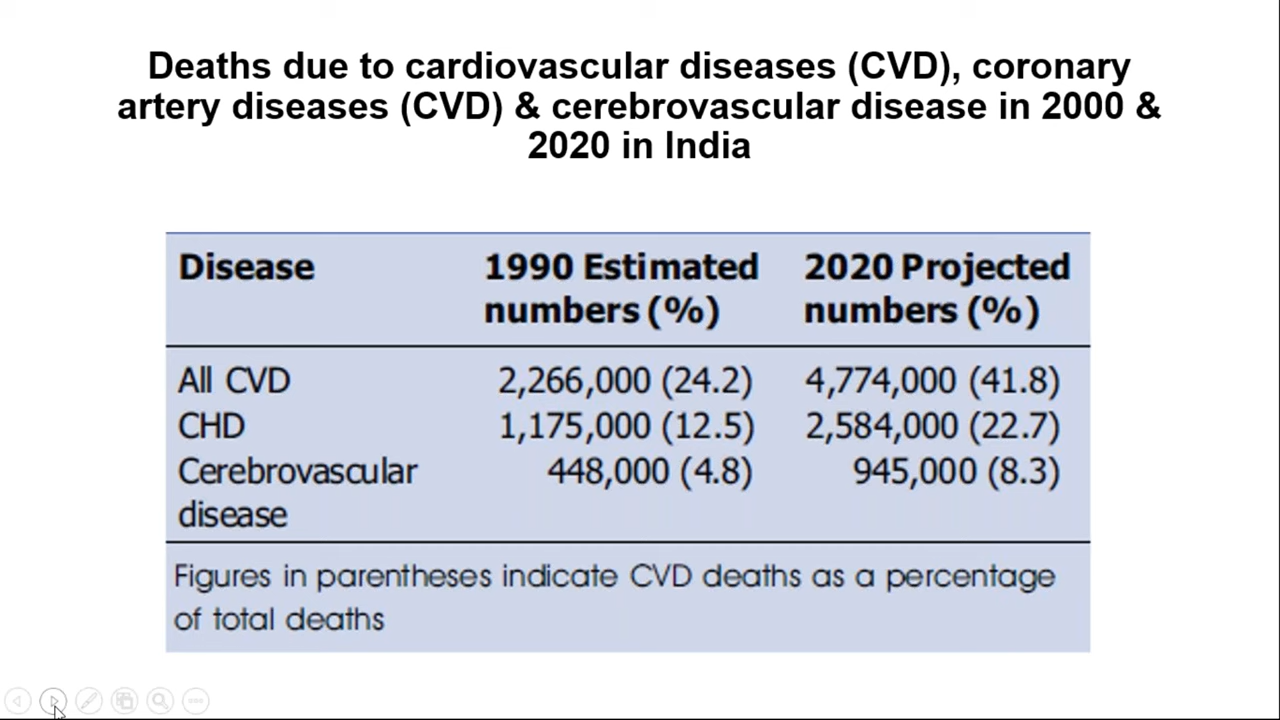 Deaths due to cardiovascular diseases (CVD), coronary
artery diseases (CVD) & cerebrovascular disease in 2000 &
2020 in India
Disease 1990 Estimated numbers (%) 2020 Projected numbers (%)
All CVD 2,266,000 (24.2) 4,774,000 (41.8)
CHD 1,175,000 (12.5) 2,584,000 (22.7)
Cerebrovascular 448,000 (4.8) 945,000 (8.3)
disease
Figures in parentheses indicate CVD deaths as a percentage
of total deaths